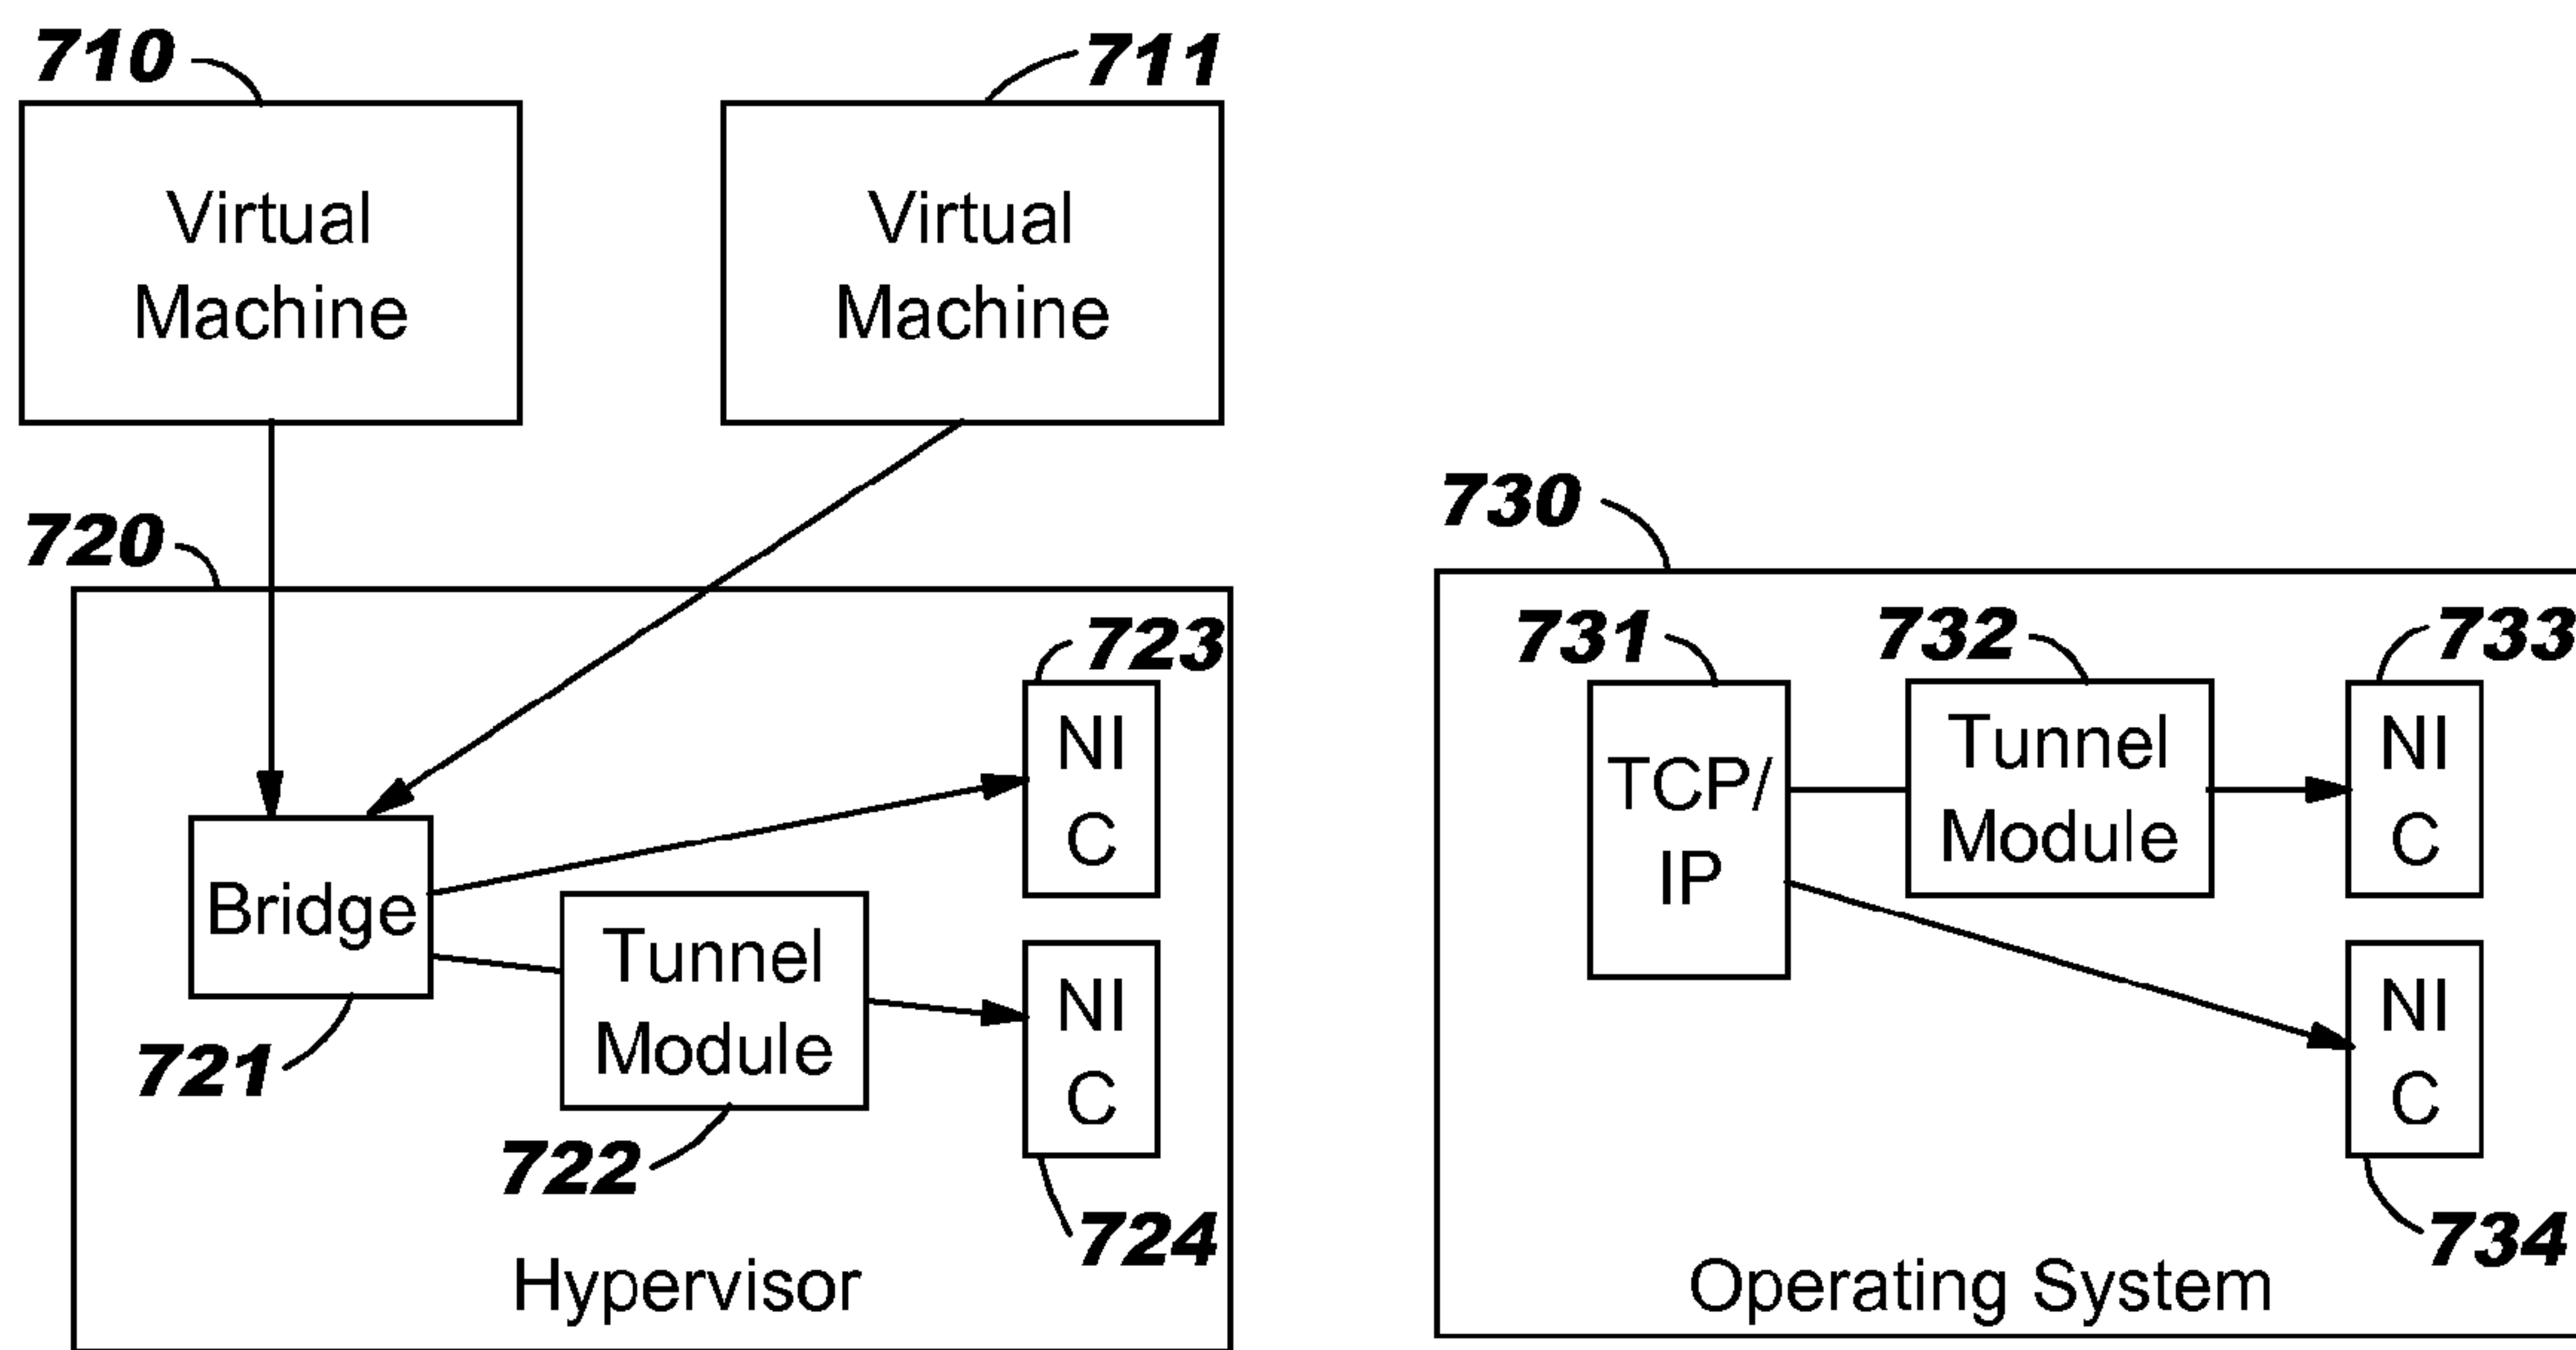 710
Virtual
Machine
711
Virtual
Machine
720
Bridge
721
Tunnel
Module
722
723
NI
C
NI
C
724
Hypervisor
730
731
TCP/
IP
732
Tunnel
Module
733
NI
C
NI
C
734
Operating System